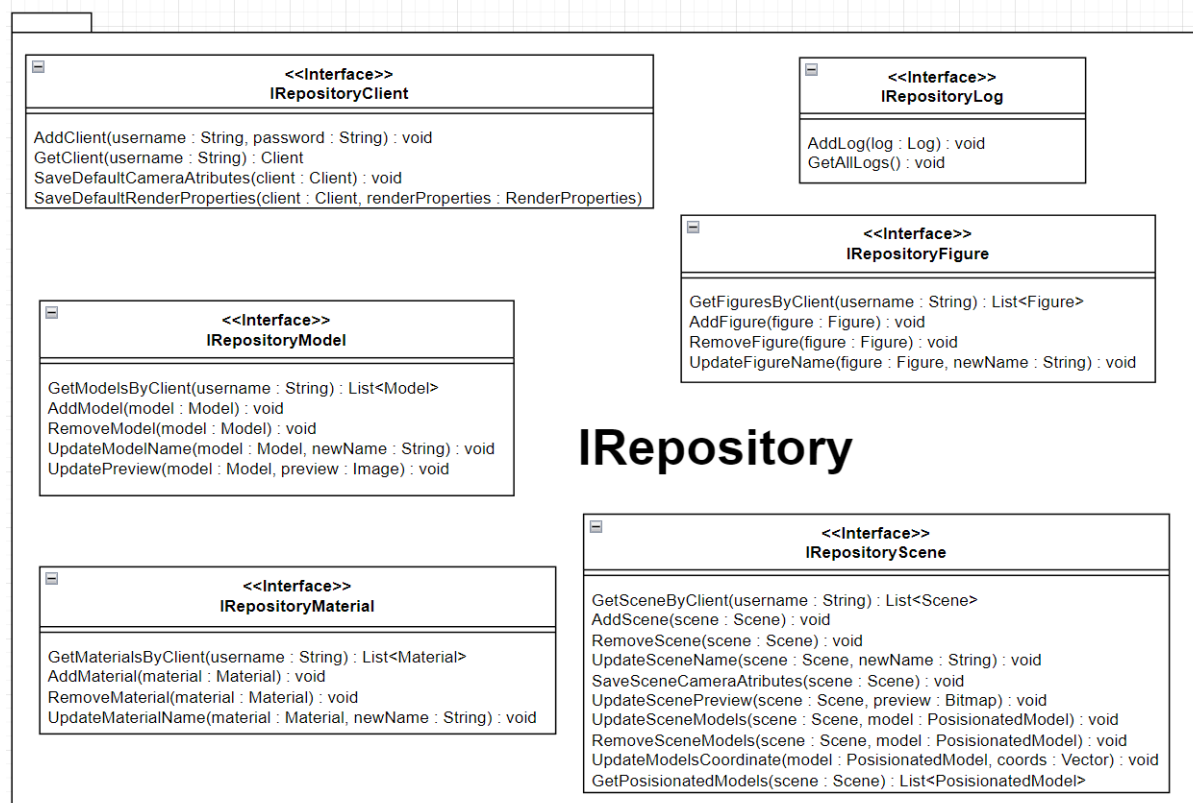 <<Interface>>
IRepositoryClient
AddClient(username : String, password : String) : void
GetClient(username : String) : Client
SaveDefaultCameraAtributes(client : Client) : void
SaveDefaultRenderProperties(client : Client, renderProperties : RenderProperties)
<<Interface>>
IRepositoryLog
AddLog(log : Log) : void
GetAllLogs() : void
<<Interface>>
IRepositoryFigure
GetFiguresByClient(username : String) : List<Figure>
AddFigure(figure : Figure) : void
RemoveFigure(figure : Figure) : void
UpdateFigureName(figure : Figure, newName : String) : void
<<Interface>>
IRepositoryModel
GetModelsByClient(username : String) : List<Model>
AddModel(model : Model) : void
RemoveModel(model : Model) : void
UpdateModelName(model : Model, newName : String) : void
UpdatePreview(model : Model, preview : Image) : void
IRepository
<<Interface>>
IRepositoryMaterial
GetMaterialsByClient(username : String) : List<Material>
AddMaterial(material : Material) : void
RemoveMaterial(material : Material) : void
UpdateMaterialName(material : Material, newName : String) : void
<<Interface>>
IRepositoryScene
GetSceneByClient(username : String) : List<Scene>
AddScene(scene : Scene) : void
RemoveScene(scene : Scene) : void
UpdateSceneName(scene : Scene, newName : String) : void
SaveSceneCameraAtributes(scene : Scene) : void
UpdateScenePreview(scene : Scene, preview : Bitmap) : void
UpdateSceneModels(scene : Scene, model : PosisionatedModel) : void
RemoveSceneModels(scene : Scene, model : PosisionatedModel) : void
UpdateModelsCoordinate(model : PosisionatedModel, coords : Vector) : void
GetPosisionatedModels(scene : Scene) : List<PosisionatedModel>